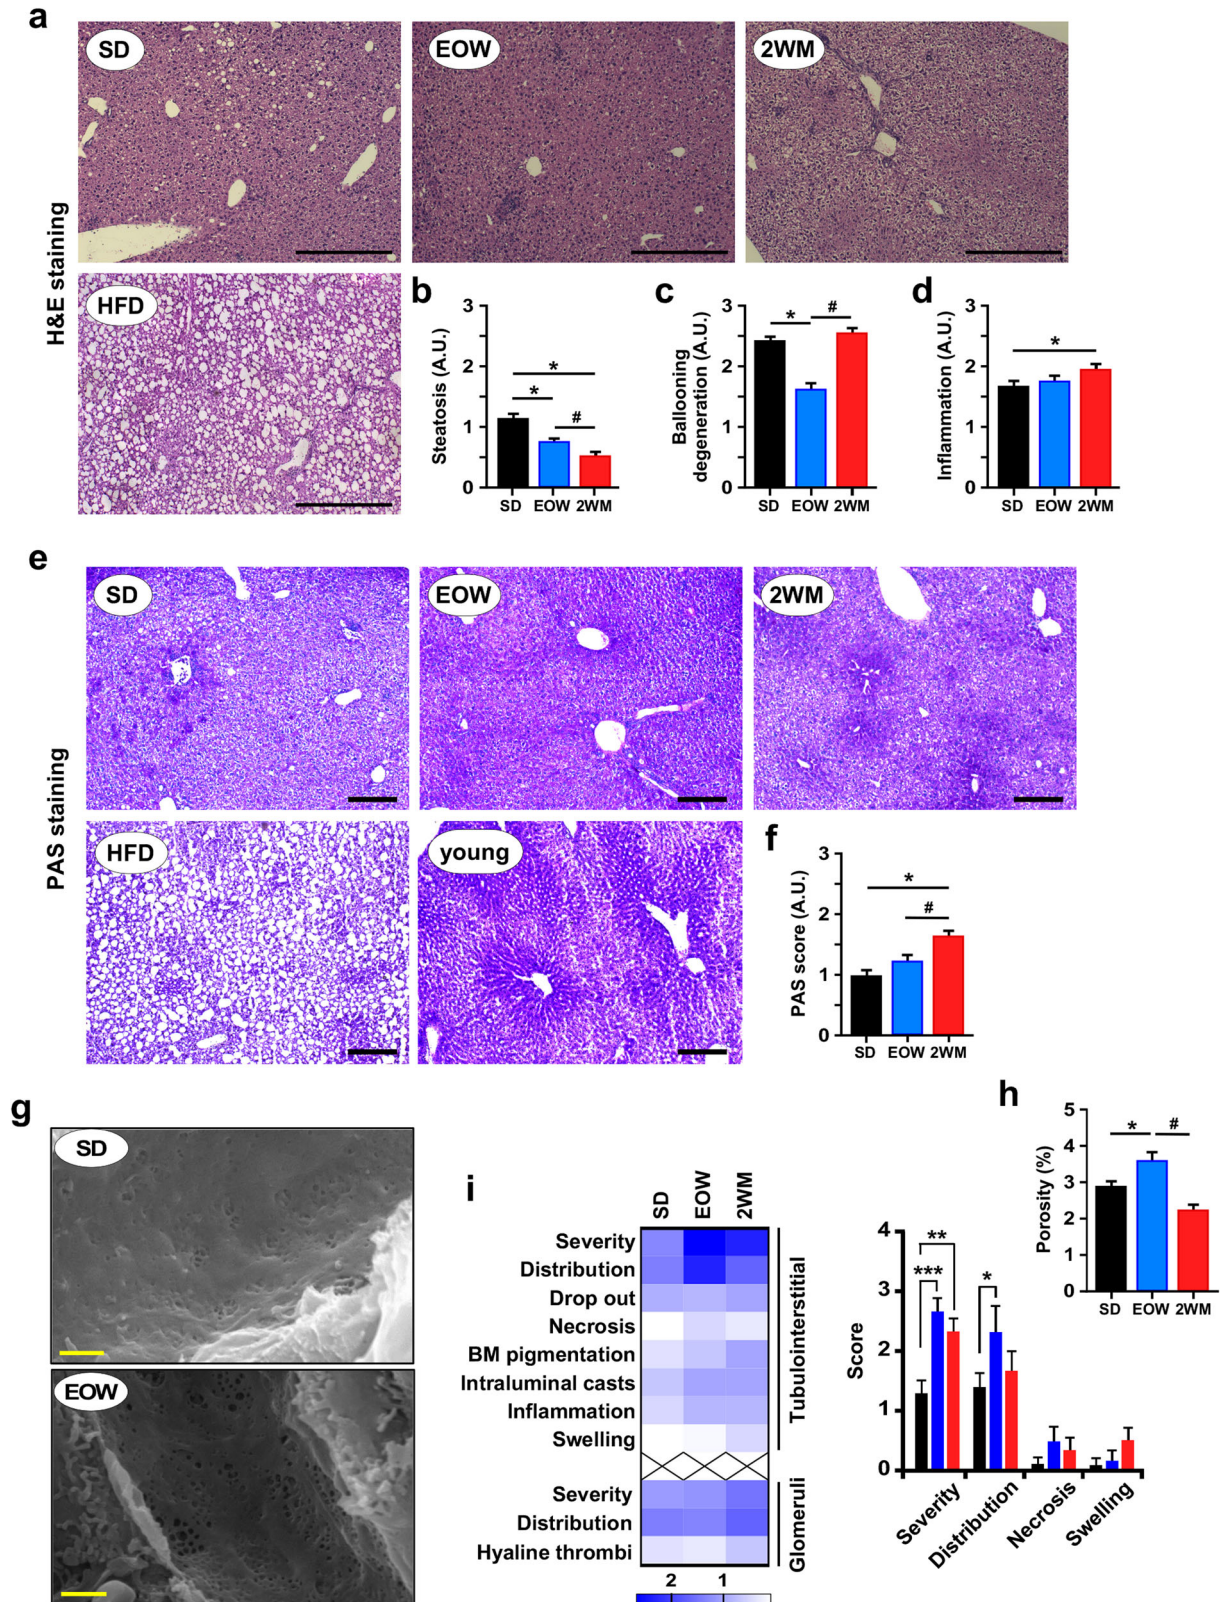 a
SD
EOW
2WM
H&E staining
HFD
b
Steatosis (A.U.)
3
2
1
0
*
*
#
SD EOW 2WM
c
Ballooning
degeneration (A.U.)
3
2
1
0
*
#
SD EOW 2WM
d
Inflammation (A.U.)
3
2
1
0
*
SD EOW 2WM
e
SD
EOW
2WM
PAS staining
HFD
young
f
PAS score (A.U.)
3
2
1
0
*
#
SD EOW 2WM
g
SD
EOW
h
Porosity (%)
5
4
3
2
1
0
*
#
SD EOW 2WM
i
SD
EOW
2WM
Severity
Distribution
Drop out
Necrosis
BM pigmentation
Intraluminal casts
Inflammation
Swelling
Tubulointerstitial
Severity
Distribution
Hyaline thrombi
Glomeruli
2 1
Score
4
3
2
1
0
**
***
*
Severity
Distribution
Necrosis
Swelling